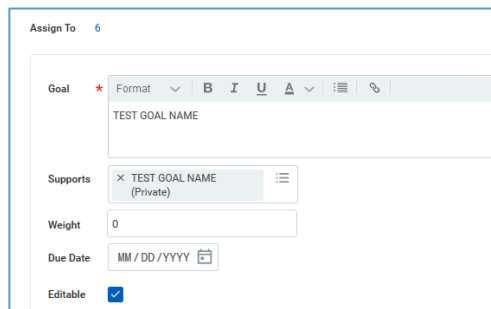 Assign To 6
Goal * Format B I U A
TEST GOAL NAME
Supports × TEST GOAL NAME
(Private)
Weight 0
Due Date MM / DD / YYYY
Editable